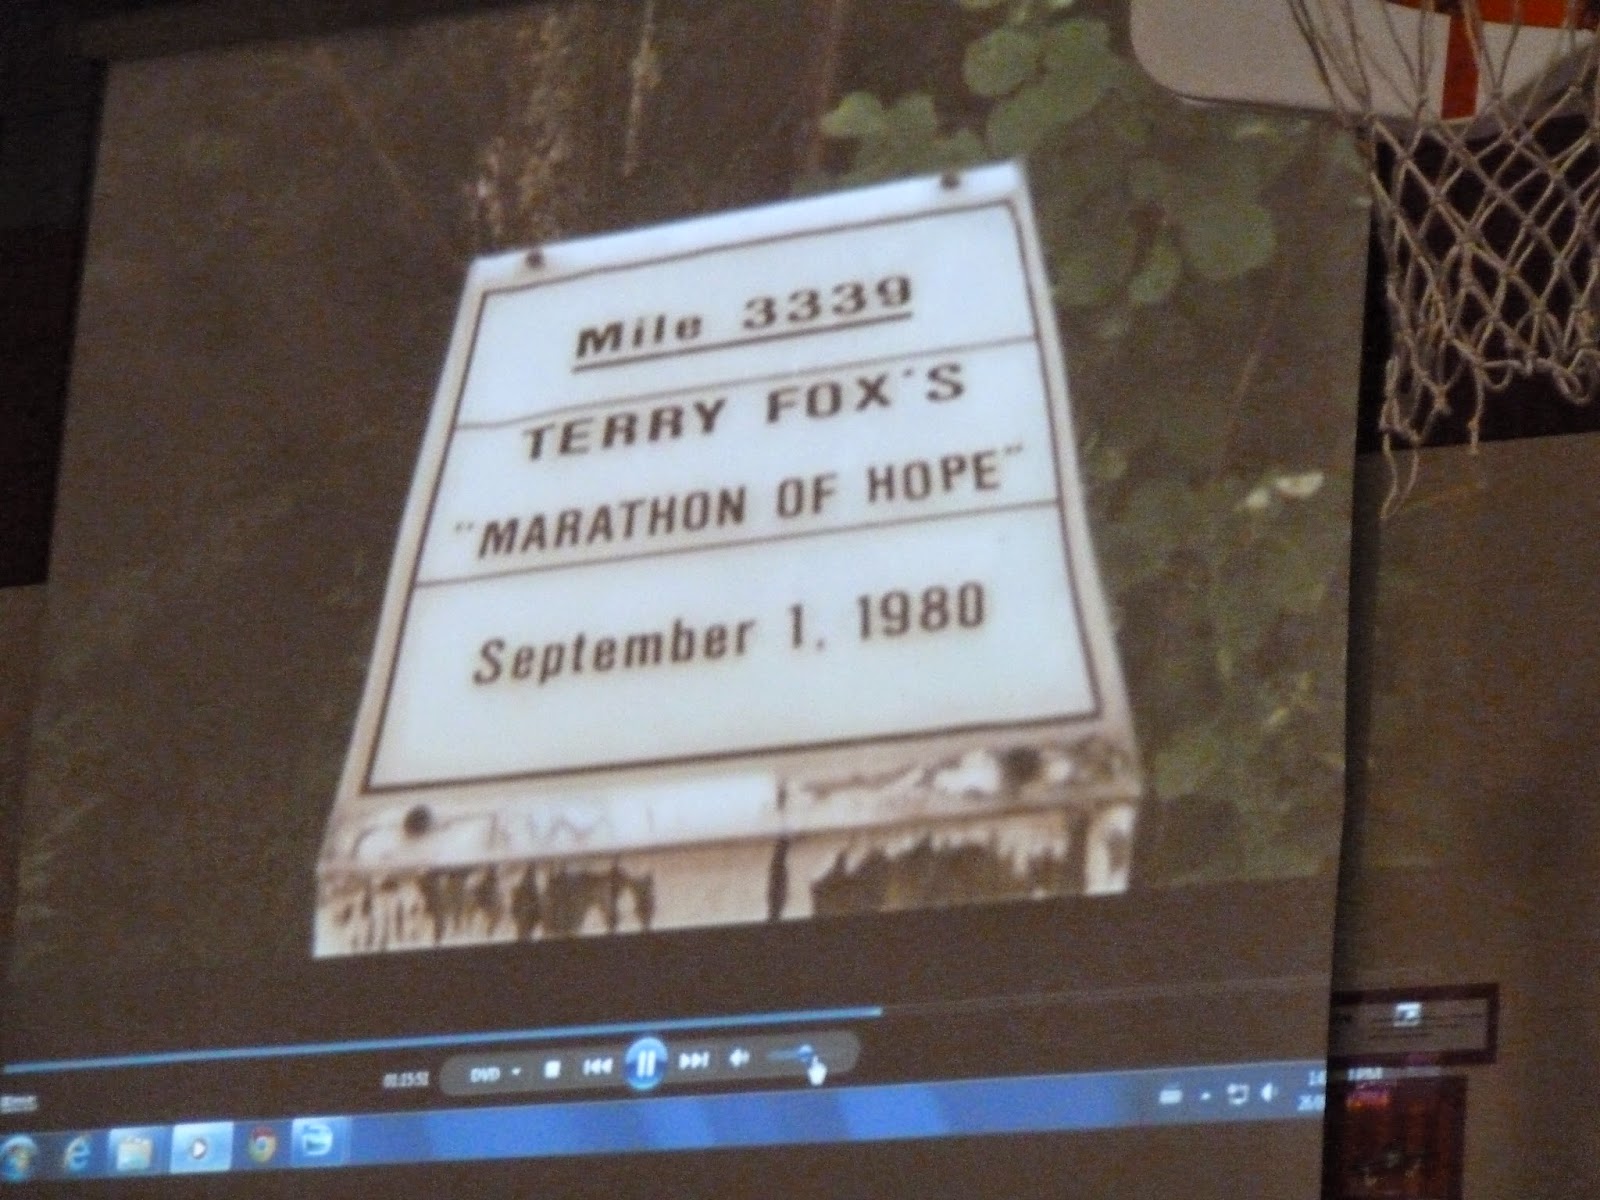 Mile 3339
TERRY FOX'S
"MARATHON OF HOPE"
September 1, 1980
DVD